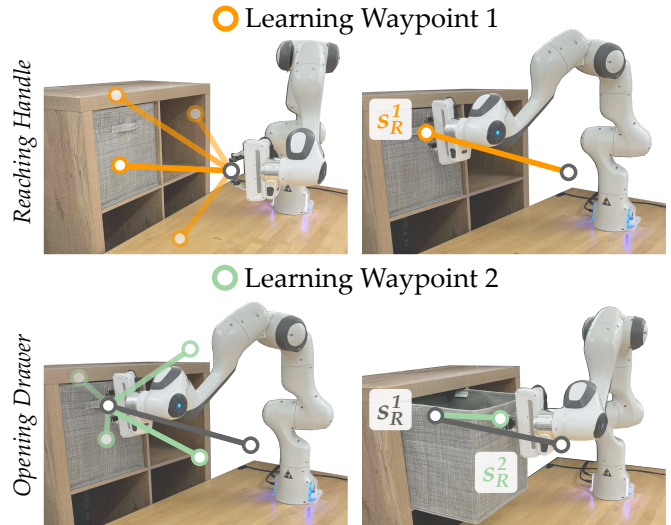 Learning Waypoint 1
Reaching Handle
s_R^1
Learning Waypoint 2
Opening Drawer
s_R^1
s_R^2